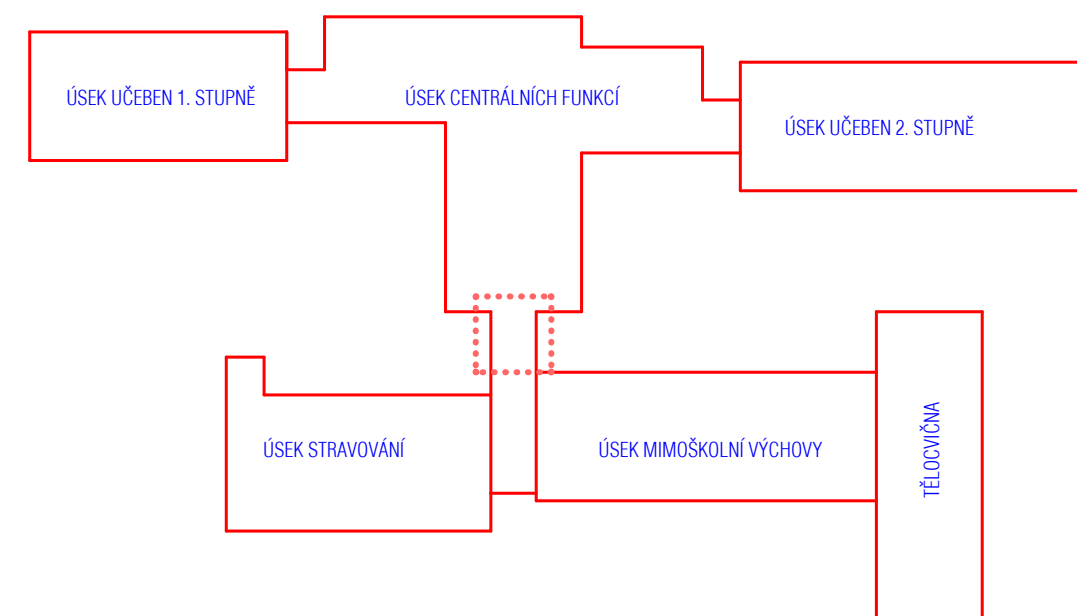 ÚSEK UČEBEN 1. STUPNĚ
ÚSEK CENTRÁLNÍCH FUNKCÍ
ÚSEK UČEBEN 2. STUPNĚ
ÚSEK STRAVOVÁNÍ
ÚSEK MIMOŠKOLNÍ VÝCHOVY
TĚLOCVIČNA